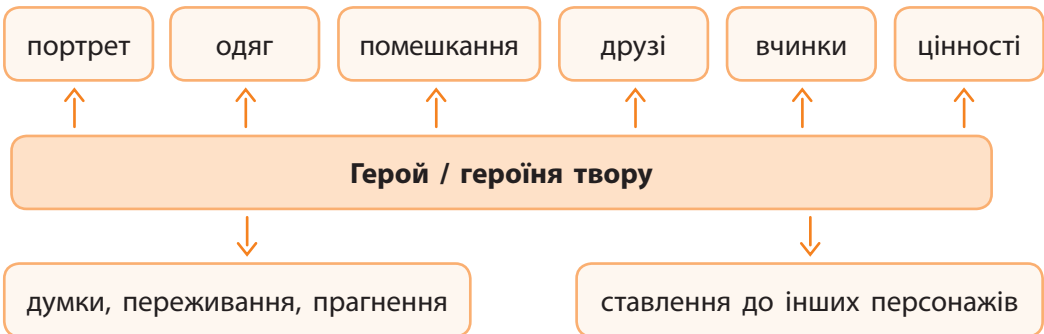 портрет
одяг
помешкання
друзі
вчинки
цінності
Герой / героїня твору
думки, переживання, прагнення
ставлення до інших персонажів